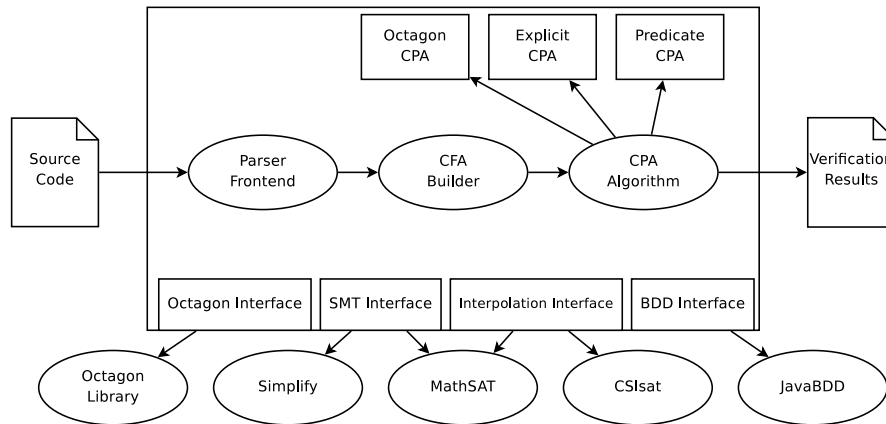 Octagon
CPA
Explicit
CPA
Predicate
CPA
Source
Code
Parser
Frontend
CFA
Builder
CPA
Algorithm
Verification
Results
Octagon Interface
SMT Interface
Interpolation Interface
BDD Interface
Octagon
Library
Simplify
MathSAT
CSIsat
JavaBDD